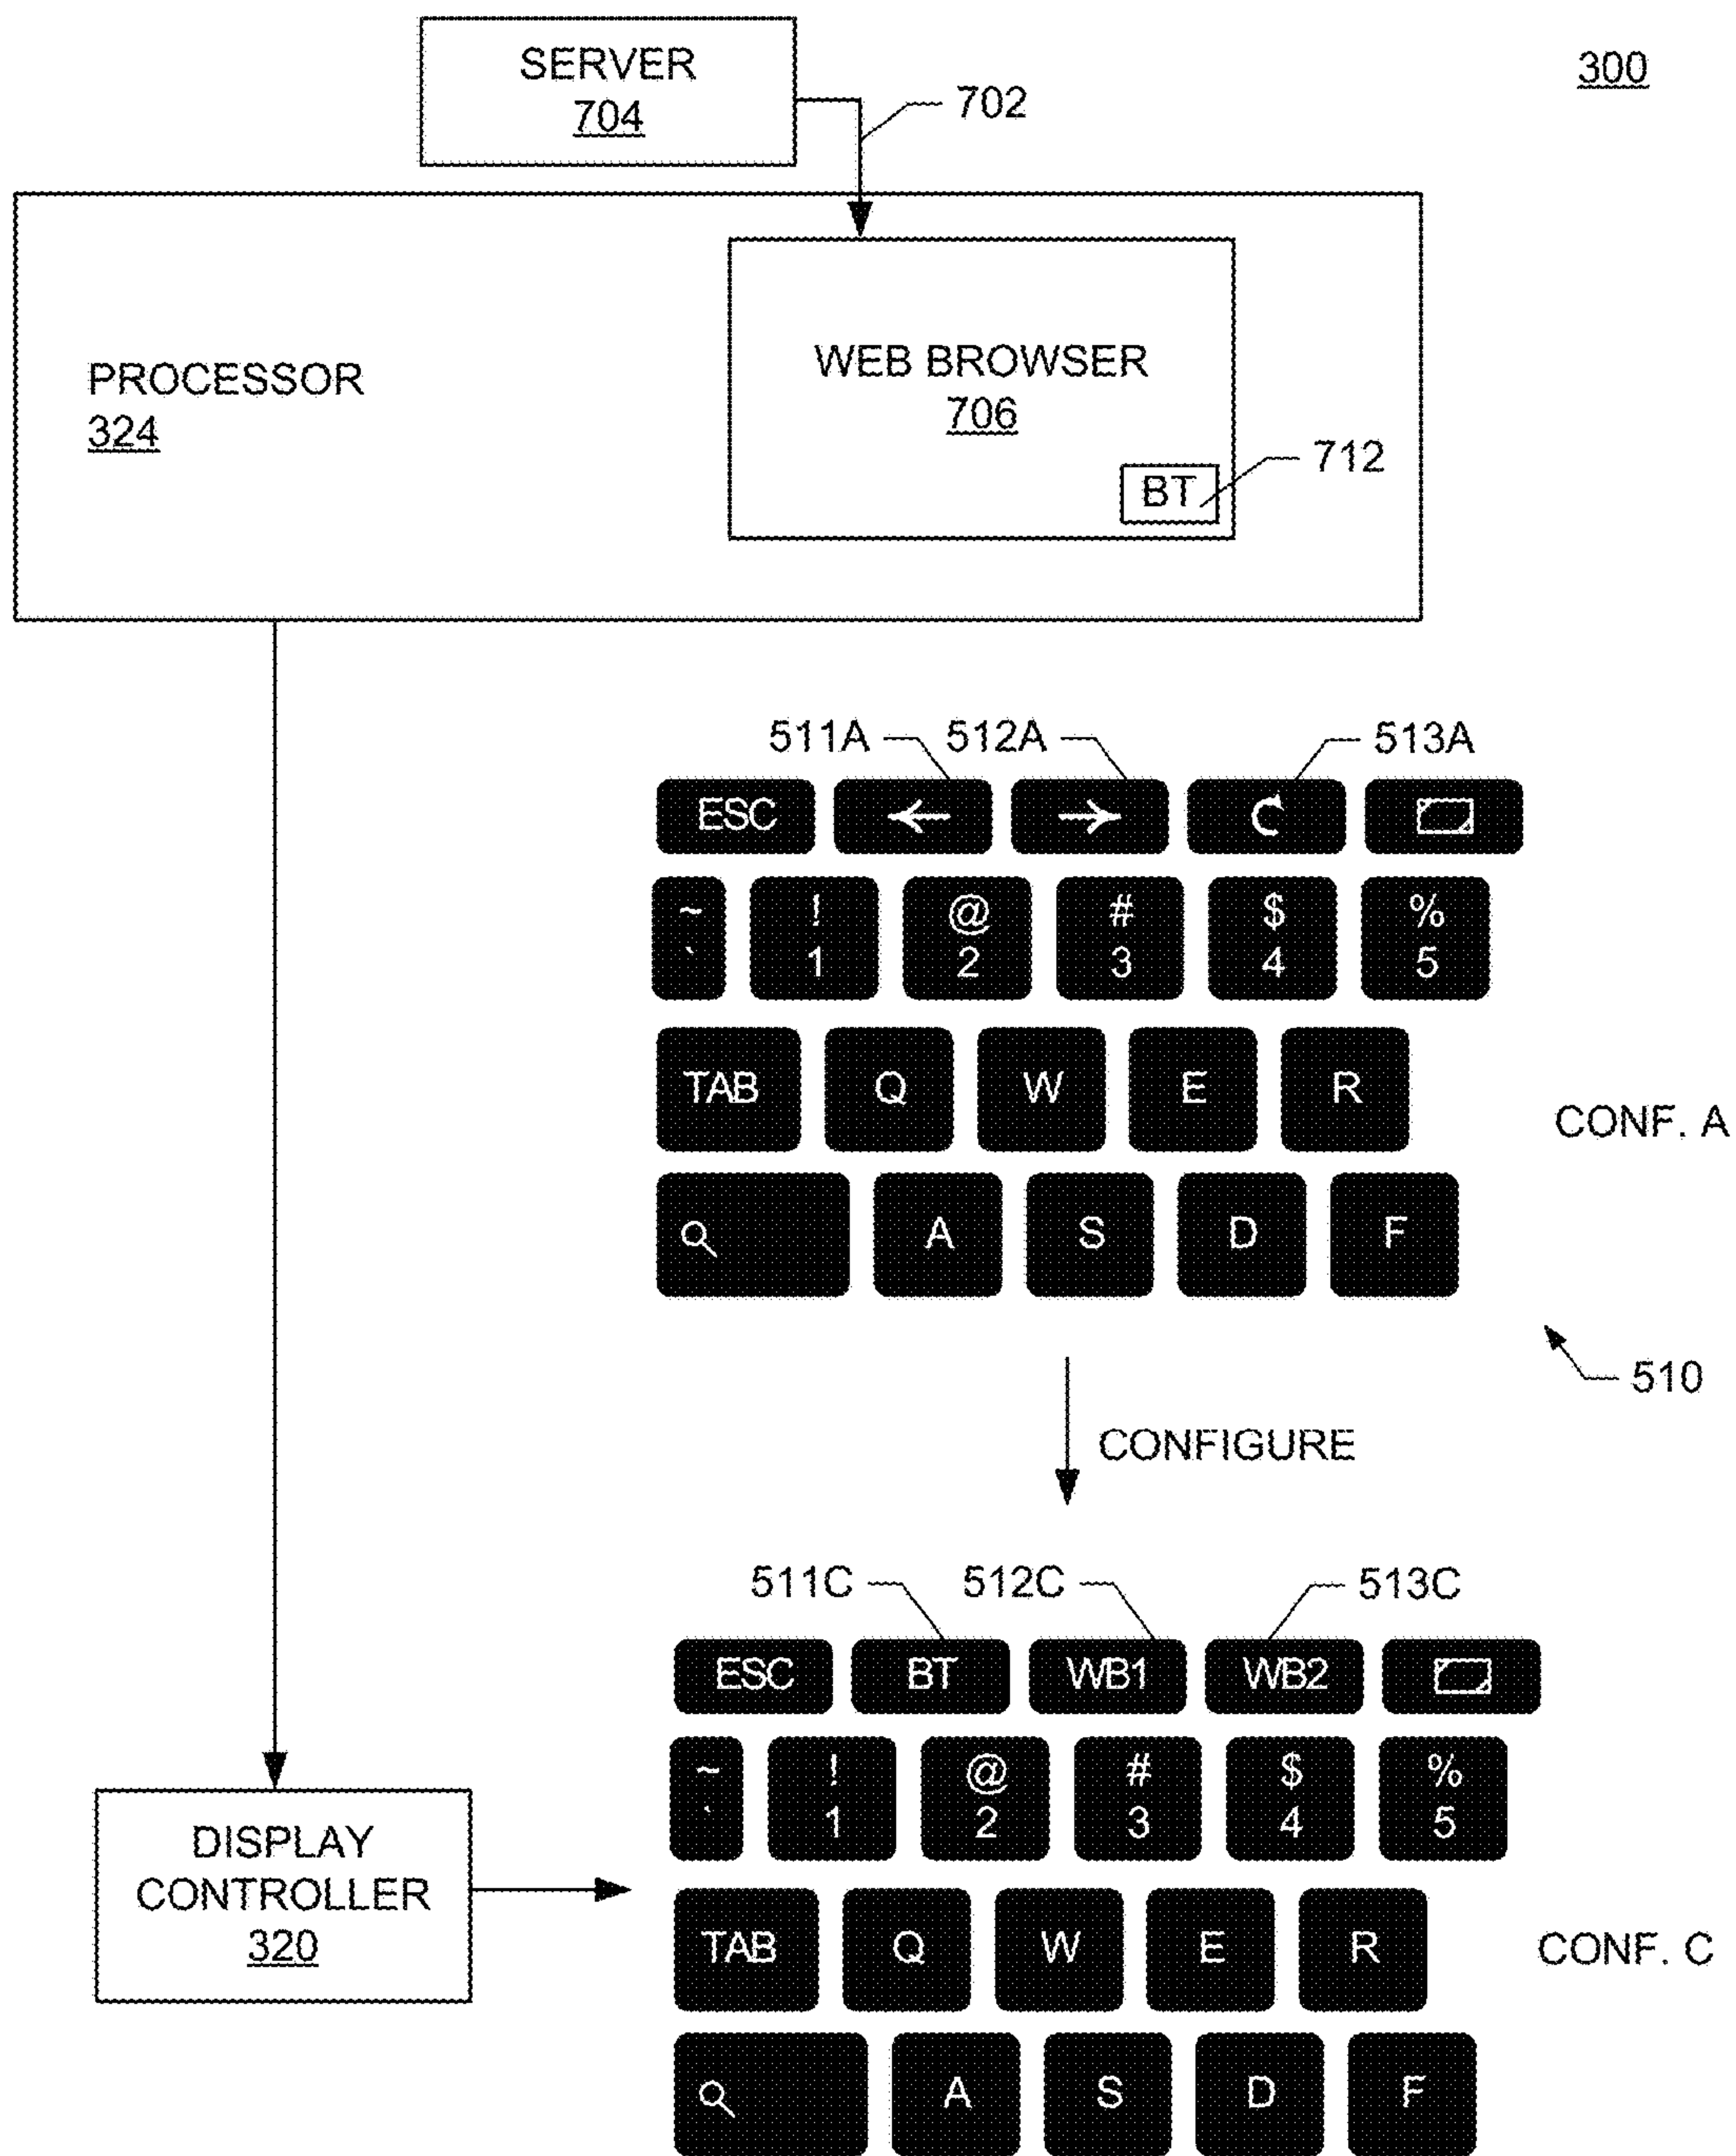 SERVER
704
702
300
PROCESSOR
324
WEB BROWSER
706
BT
712
511A
512A
513A
ESC
~
`
!
1
@
2
#
3
$
4
%
5
TAB
Q
W
E
R
CONF. A
A
S
D
F
510
CONFIGURE
511C
512C
513C
ESC
BT
WB1
WB2
~
`
!
1
@
2
#
3
$
4
%
5
DISPLAY
CONTROLLER
320
TAB
Q
W
E
R
CONF. C
A
S
D
F